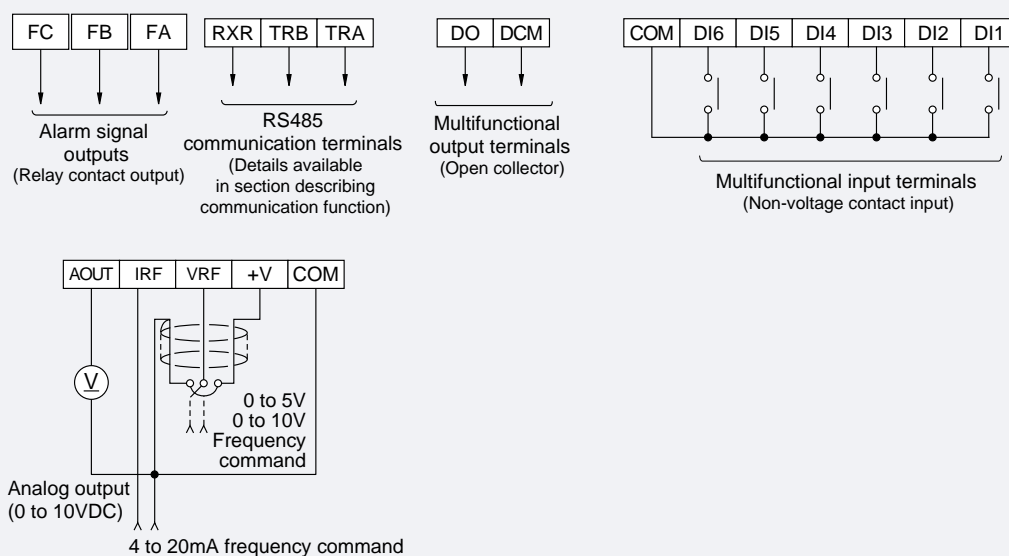 FC FB FA
RXR TRB TRA
DO DCM
COM DI6 DI5 DI4 DI3 DI2 DI1
Alarm signal
outputs
(Relay contact output)
RS485
communication terminals
(Details available
in section describing
communication function)
Multifunctional
output terminals
(Open collector)
Multifunctional input terminals
(Non-voltage contact input)
AOUT IRF VRF +V COM
V
0 to 5V
0 to 10V
Frequency
command
Analog output
(0 to 10VDC)
4 to 20mA frequency command